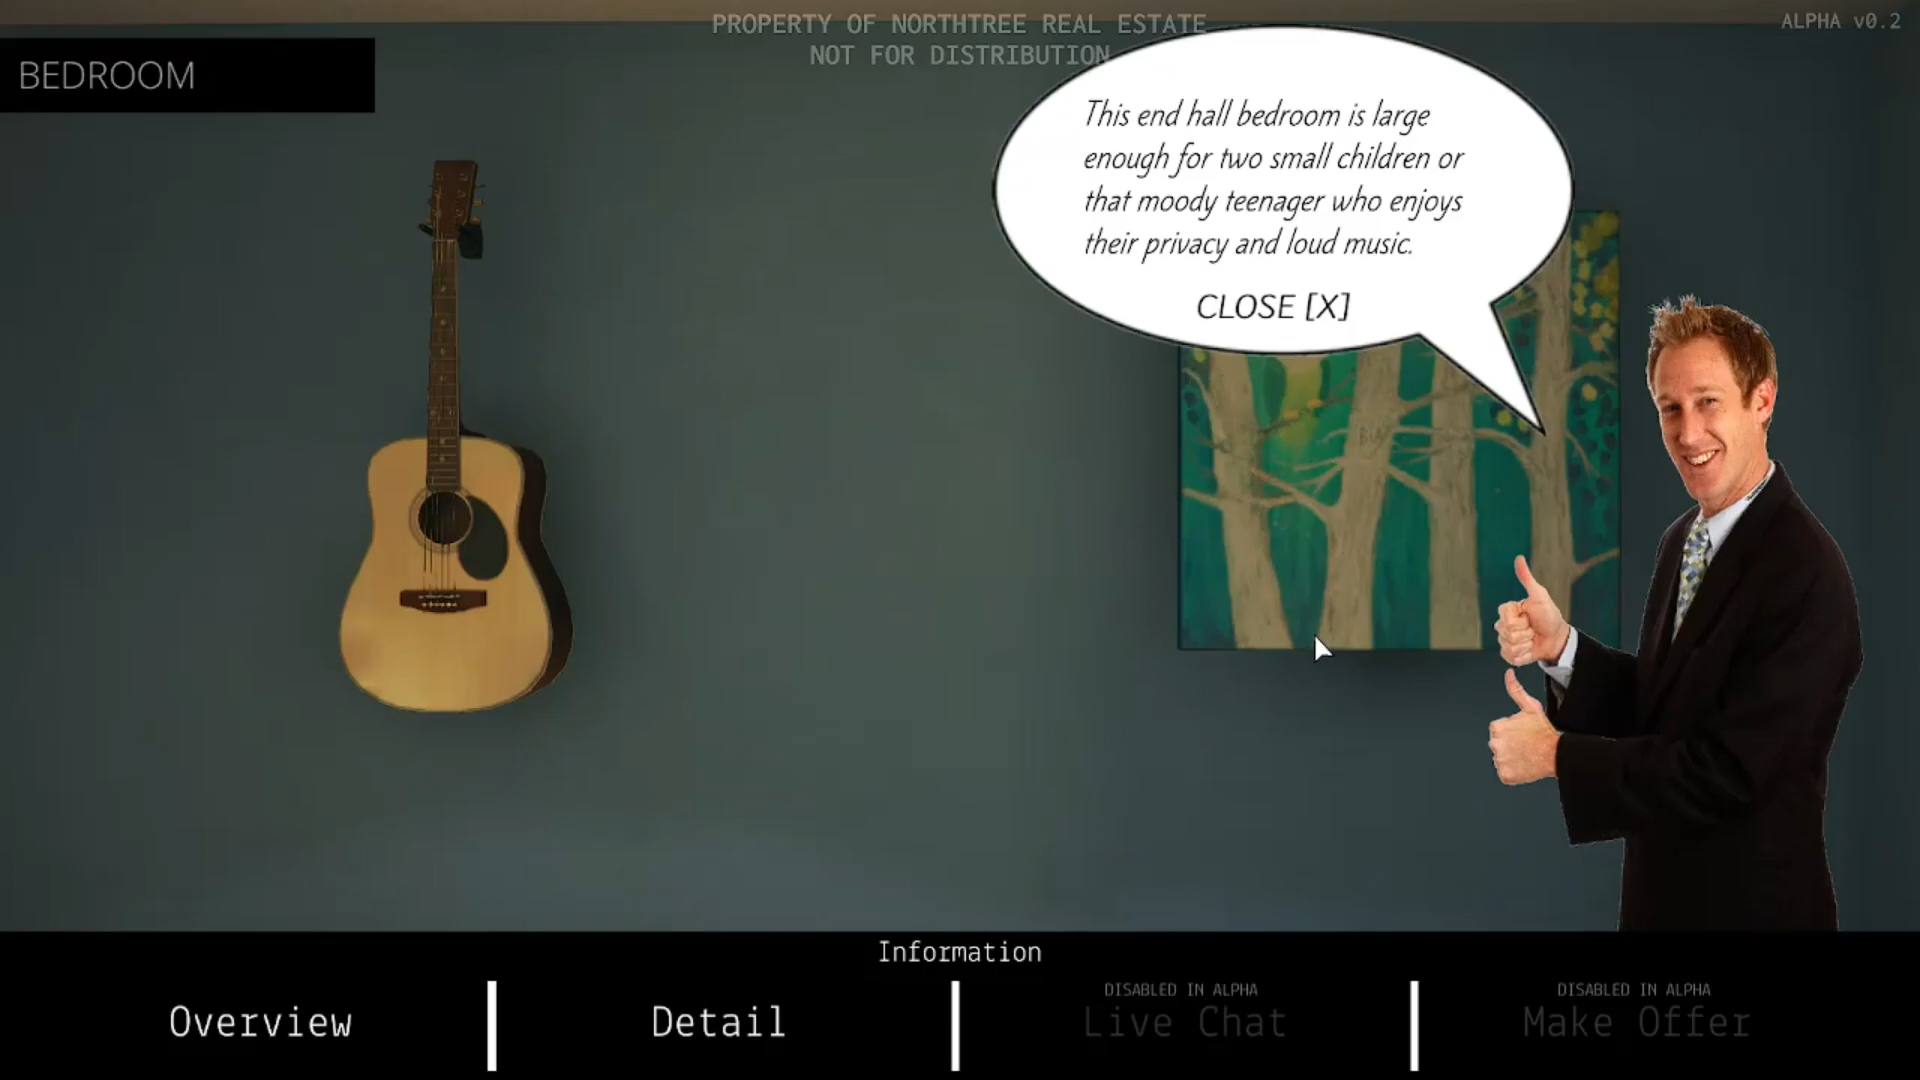 PROPERTY OF NORTHTREE REAL ESTATE
NOT FOR DISTRIBUTION
ALPHA v0.2
BEDROOM
This end hall bedroom is large
enough for two small children or
that moody teenager who enjoys
their privacy and loud music.
CLOSE [X]
Information
Overview
Detail
DISABLED IN ALPHA
Live Chat
DISABLED IN ALPHA
Make Offer